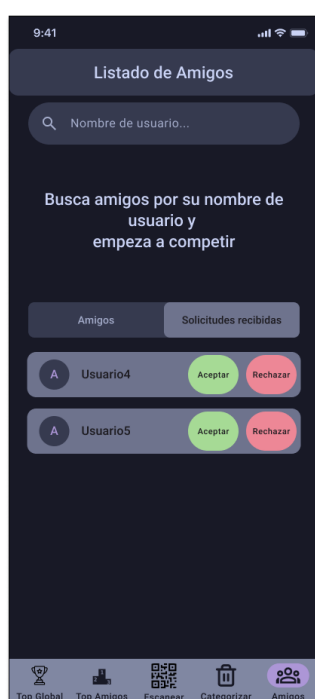 9:41
Listado de Amigos
Nombre de usuario...
Busca amigos por su nombre de
usuario y
empeza a competir
Amigos Solicitudes recibidas
A Usuario4 Aceptar Rechazar
A Usuario5 Aceptar Rechazar
Top Global Top Amigos Escanear Categorizar Amigos